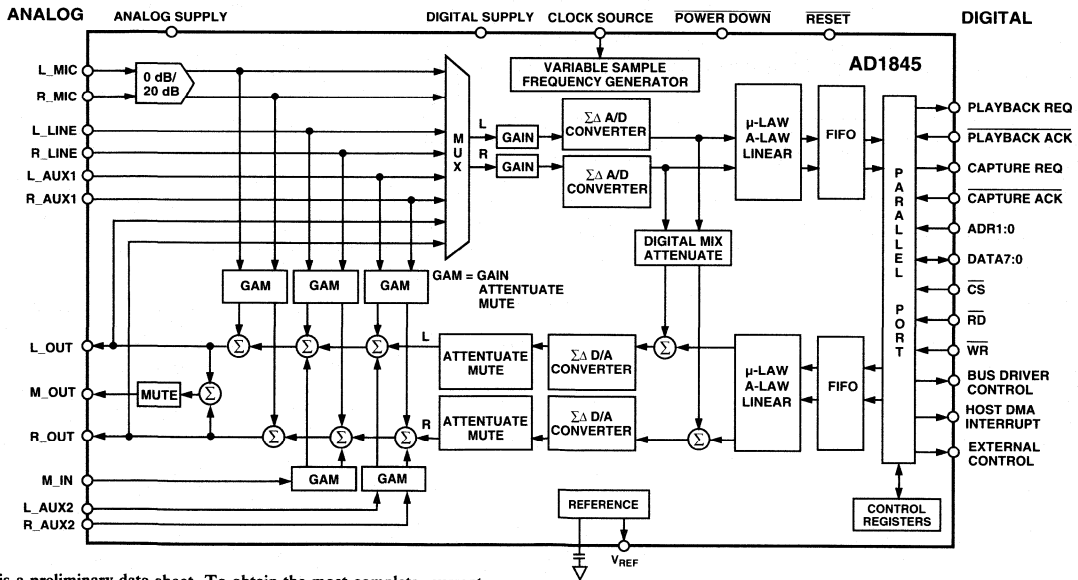 ANALOG
ANALOG SUPPLY
DIGITAL SUPPLY
CLOCK SOURCE
POWER DOWN
RESET
DIGITAL
L_MIC
R_MIC
0 dB/
20 dB
L_LINE
R_LINE
L_AUX1
R_AUX1
VARIABLE SAMPLE
FREQUENCY GENERATOR
AD1845
MUX
L
R
GAIN
GAIN
ΣΔ A/D
CONVERTER
ΣΔ A/D
CONVERTER
μ-LAW
A-LAW
LINEAR
FIFO
PARALLEL PORT
PLAYBACK REQ
PLAYBACK ACK
CAPTURE REQ
CAPTURE ACK
ADR1:0
DATA7:0
CS
RD
WR
BUS DRIVER
CONTROL
HOST DMA
INTERRUPT
EXTERNAL
CONTROL
DIGITAL MIX
ATTENUATE
GAM
GAM
GAM
GAM = GAIN
ATTENTUATE
MUTE
L_OUT
M_OUT
R_OUT
M_IN
L_AUX2
R_AUX2
Σ
Σ
Σ
L
ATTENTUATE
MUTE
ΣΔ D/A
CONVERTER
Σ
μ-LAW
A-LAW
LINEAR
FIFO
MUTE
Σ
Σ
Σ
Σ
R
ATTENTUATE
MUTE
ΣΔ D/A
CONVERTER
Σ
GAM
GAM
REFERENCE
VREF
CONTROL
REGISTERS
is a preliminary data sheet. To obtain the most complete